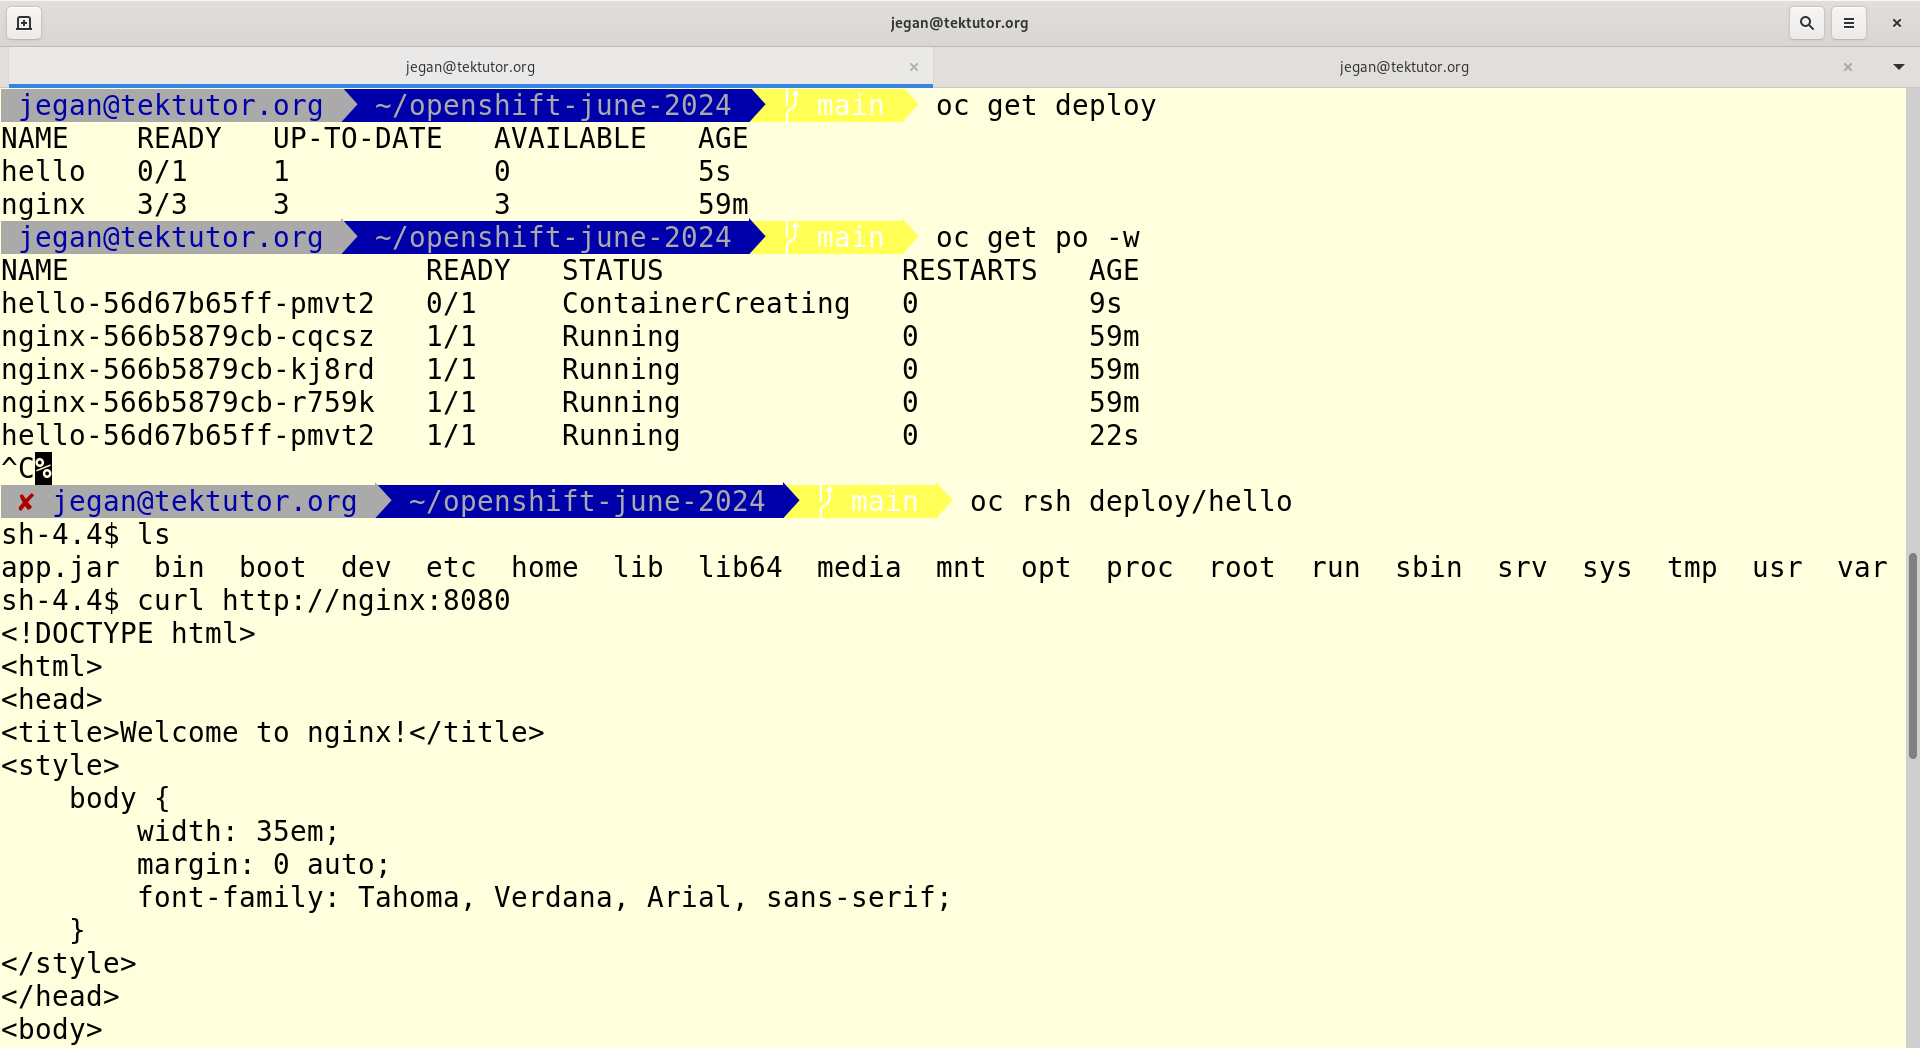 jegan@tektutor.org
jegan@tektutor.org jegan@tektutor.org
jegan@tektutor.org ~/openshift-june-2024 main oc get deploy
NAME    READY   UP-TO-DATE   AVAILABLE   AGE
hello   0/1     1            0           5s
nginx   3/3     3            3           59m
jegan@tektutor.org ~/openshift-june-2024 main oc get po -w
NAME                     READY   STATUS              RESTARTS   AGE
hello-56d67b65ff-pmvt2   0/1     ContainerCreating   0          9s
nginx-566b5879cb-cqcsz   1/1     Running             0          59m
nginx-566b5879cb-kj8rd   1/1     Running             0          59m
nginx-566b5879cb-r759k   1/1     Running             0          59m
hello-56d67b65ff-pmvt2   1/1     Running             0          22s
^C%
✘ jegan@tektutor.org ~/openshift-june-2024 main oc rsh deploy/hello
sh-4.4$ ls
app.jar  bin  boot  dev  etc  home  lib  lib64  media  mnt  opt  proc  root  run  sbin  srv  sys  tmp  usr  var
sh-4.4$ curl http://nginx:8080
<!DOCTYPE html>
<html>
<head>
<title>Welcome to nginx!</title>
<style>
    body {
        width: 35em;
        margin: 0 auto;
        font-family: Tahoma, Verdana, Arial, sans-serif;
    }
</style>
</head>
<body>